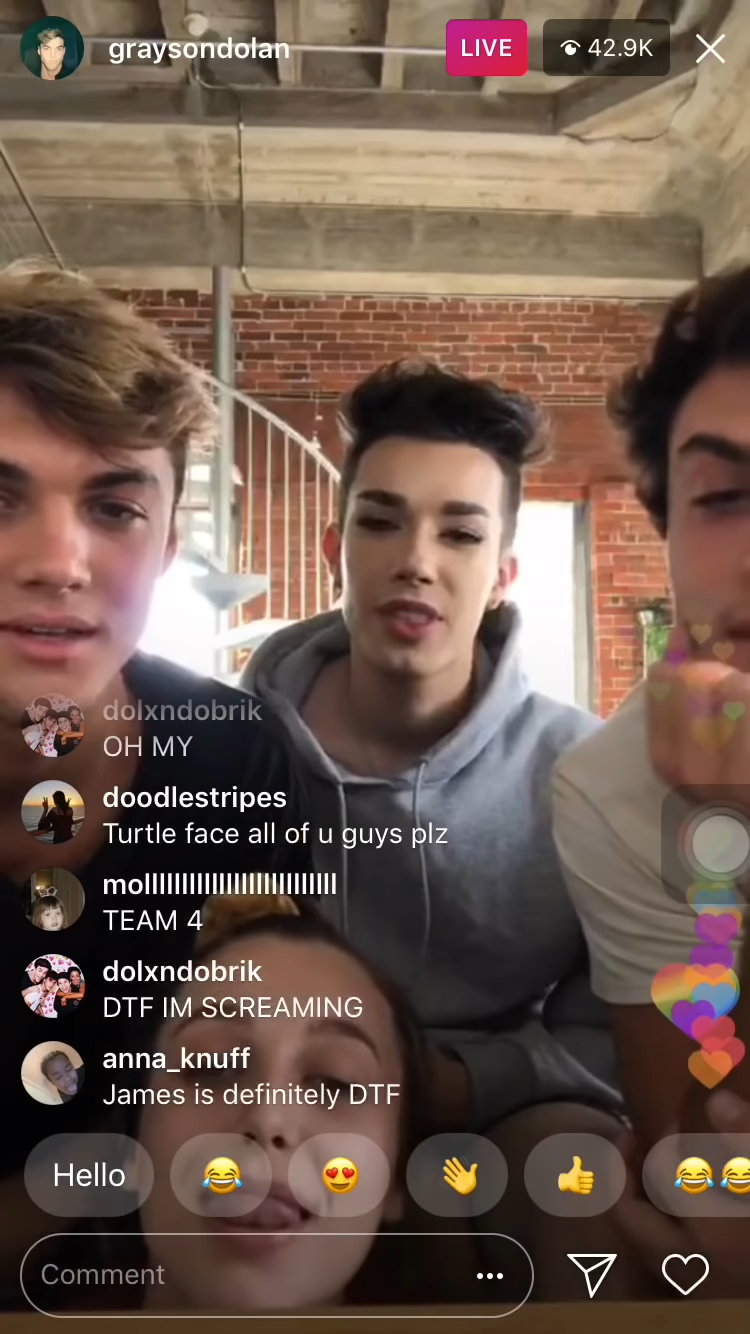 graysondolan
LIVE
42.9K
dolxndobrik
OH MY
doodlestripes
Turtle face all of u guys plz
TEAM 4
dolxndobrik
DTF IM SCREAMING
anna_knuff
James is definitely DTF
Hello
Comment